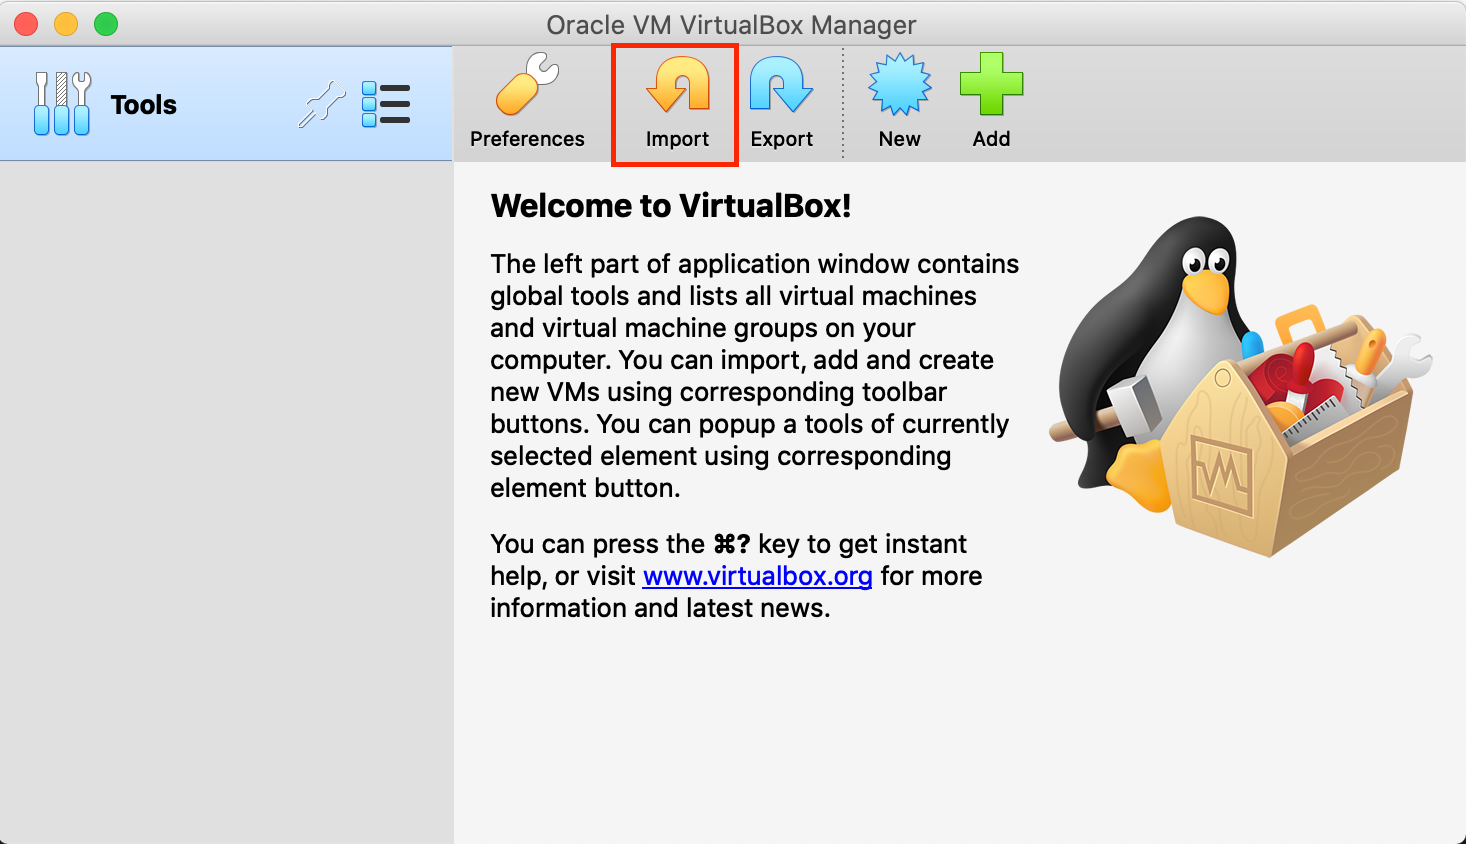 Oracle VM VirtualBox Manager
Tools
Preferences
Import
Export
New
Add
Welcome to VirtualBox!
The left part of application window contains
global tools and lists all virtual machines
and virtual machine groups on your
computer. You can import, add and create
new VMs using corresponding toolbar
buttons. You can popup a tools of currently
selected element using corresponding
element button.
You can press the ⌘? key to get instant
help, or visit www.virtualbox.org for more
information and latest news.